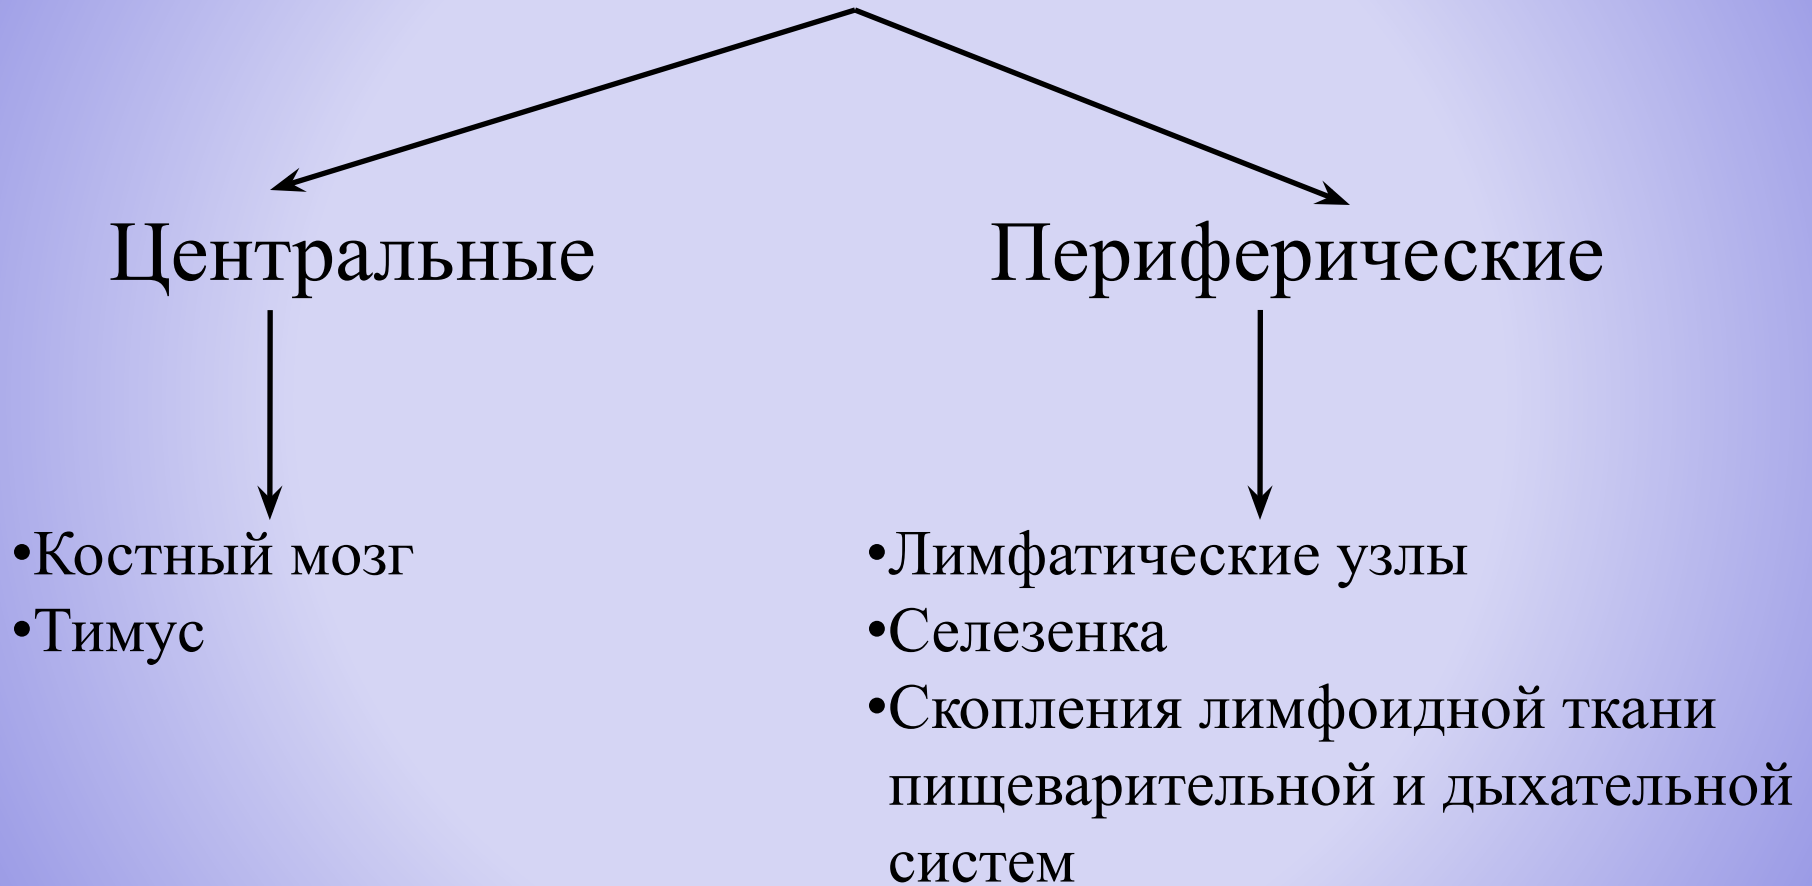 Центральные
Периферические
•Костный мозг
•Тимус
•Лимфатические узлы
•Селезенка
•Скопления лимфоидной ткани
пищеварительной и дыхательной
систем